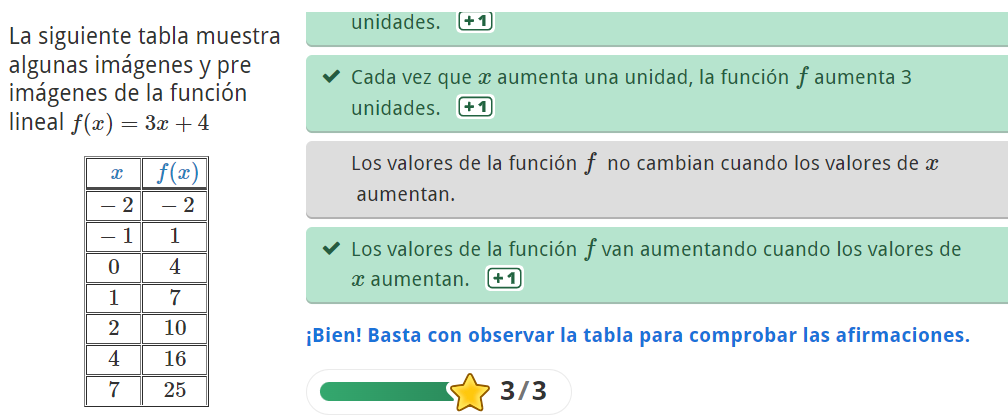 La siguiente tabla muestra
algunas imágenes y pre
imágenes de la función
lineal f(x) = 3x + 4
x f(x)
−2 −2
−1 1
0 4
1 7
2 10
4 16
7 25
unidades. +1
Cada vez que x aumenta una unidad, la función f aumenta 3
unidades. +1
Los valores de la función f no cambian cuando los valores de x
aumentan.
Los valores de la función f van aumentando cuando los valores de
x aumentan. +1
¡Bien! Basta con observar la tabla para comprobar las afirmaciones.
3/3